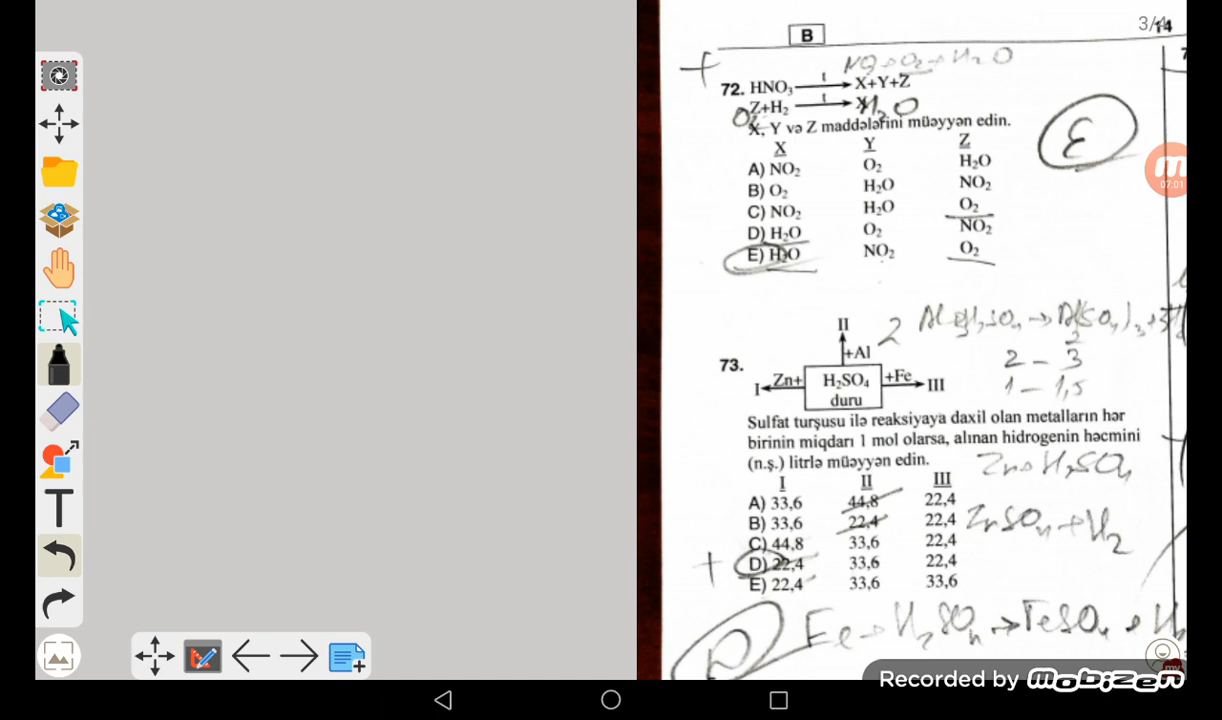 B
3/4
14
NO₂ + O₂ + H₂O
72. HNO₃ —t→ X+Y+Z
Z+H₂ —t→ X H₂O
O₂
X, Y və Z maddələrini müəyyən edin.
X Y Z
A) NO₂ O₂ H₂O
B) O₂ H₂O NO₂
C) NO₂ H₂O O₂
D) H₂O O₂ NO₂
E) H₂O NO₂ O₂
E
07:01
73.
II
+Al
I Zn+ H₂SO₄ +Fe III
duru
2 – 3
1 – 1,5
Sulfat turşusu ilə reaksiyaya daxil olan metalların hər
birinin miqdarı 1 mol olarsa, alınan hidrogenin həcmini
(n.ş.) litrlə müəyyən edin.
Zn + H₂SO₄
I II III
A) 33,6 44,8 22,4
B) 33,6 22,4 22,4
ZnSO₄ + H₂
C) 44,8 33,6 22,4
D) 22,4 33,6 22,4
E) 22,4 33,6 33,6
D
Fe + H₂SO₄ → FeSO₄ + H₂
T
Recorded by mobizen